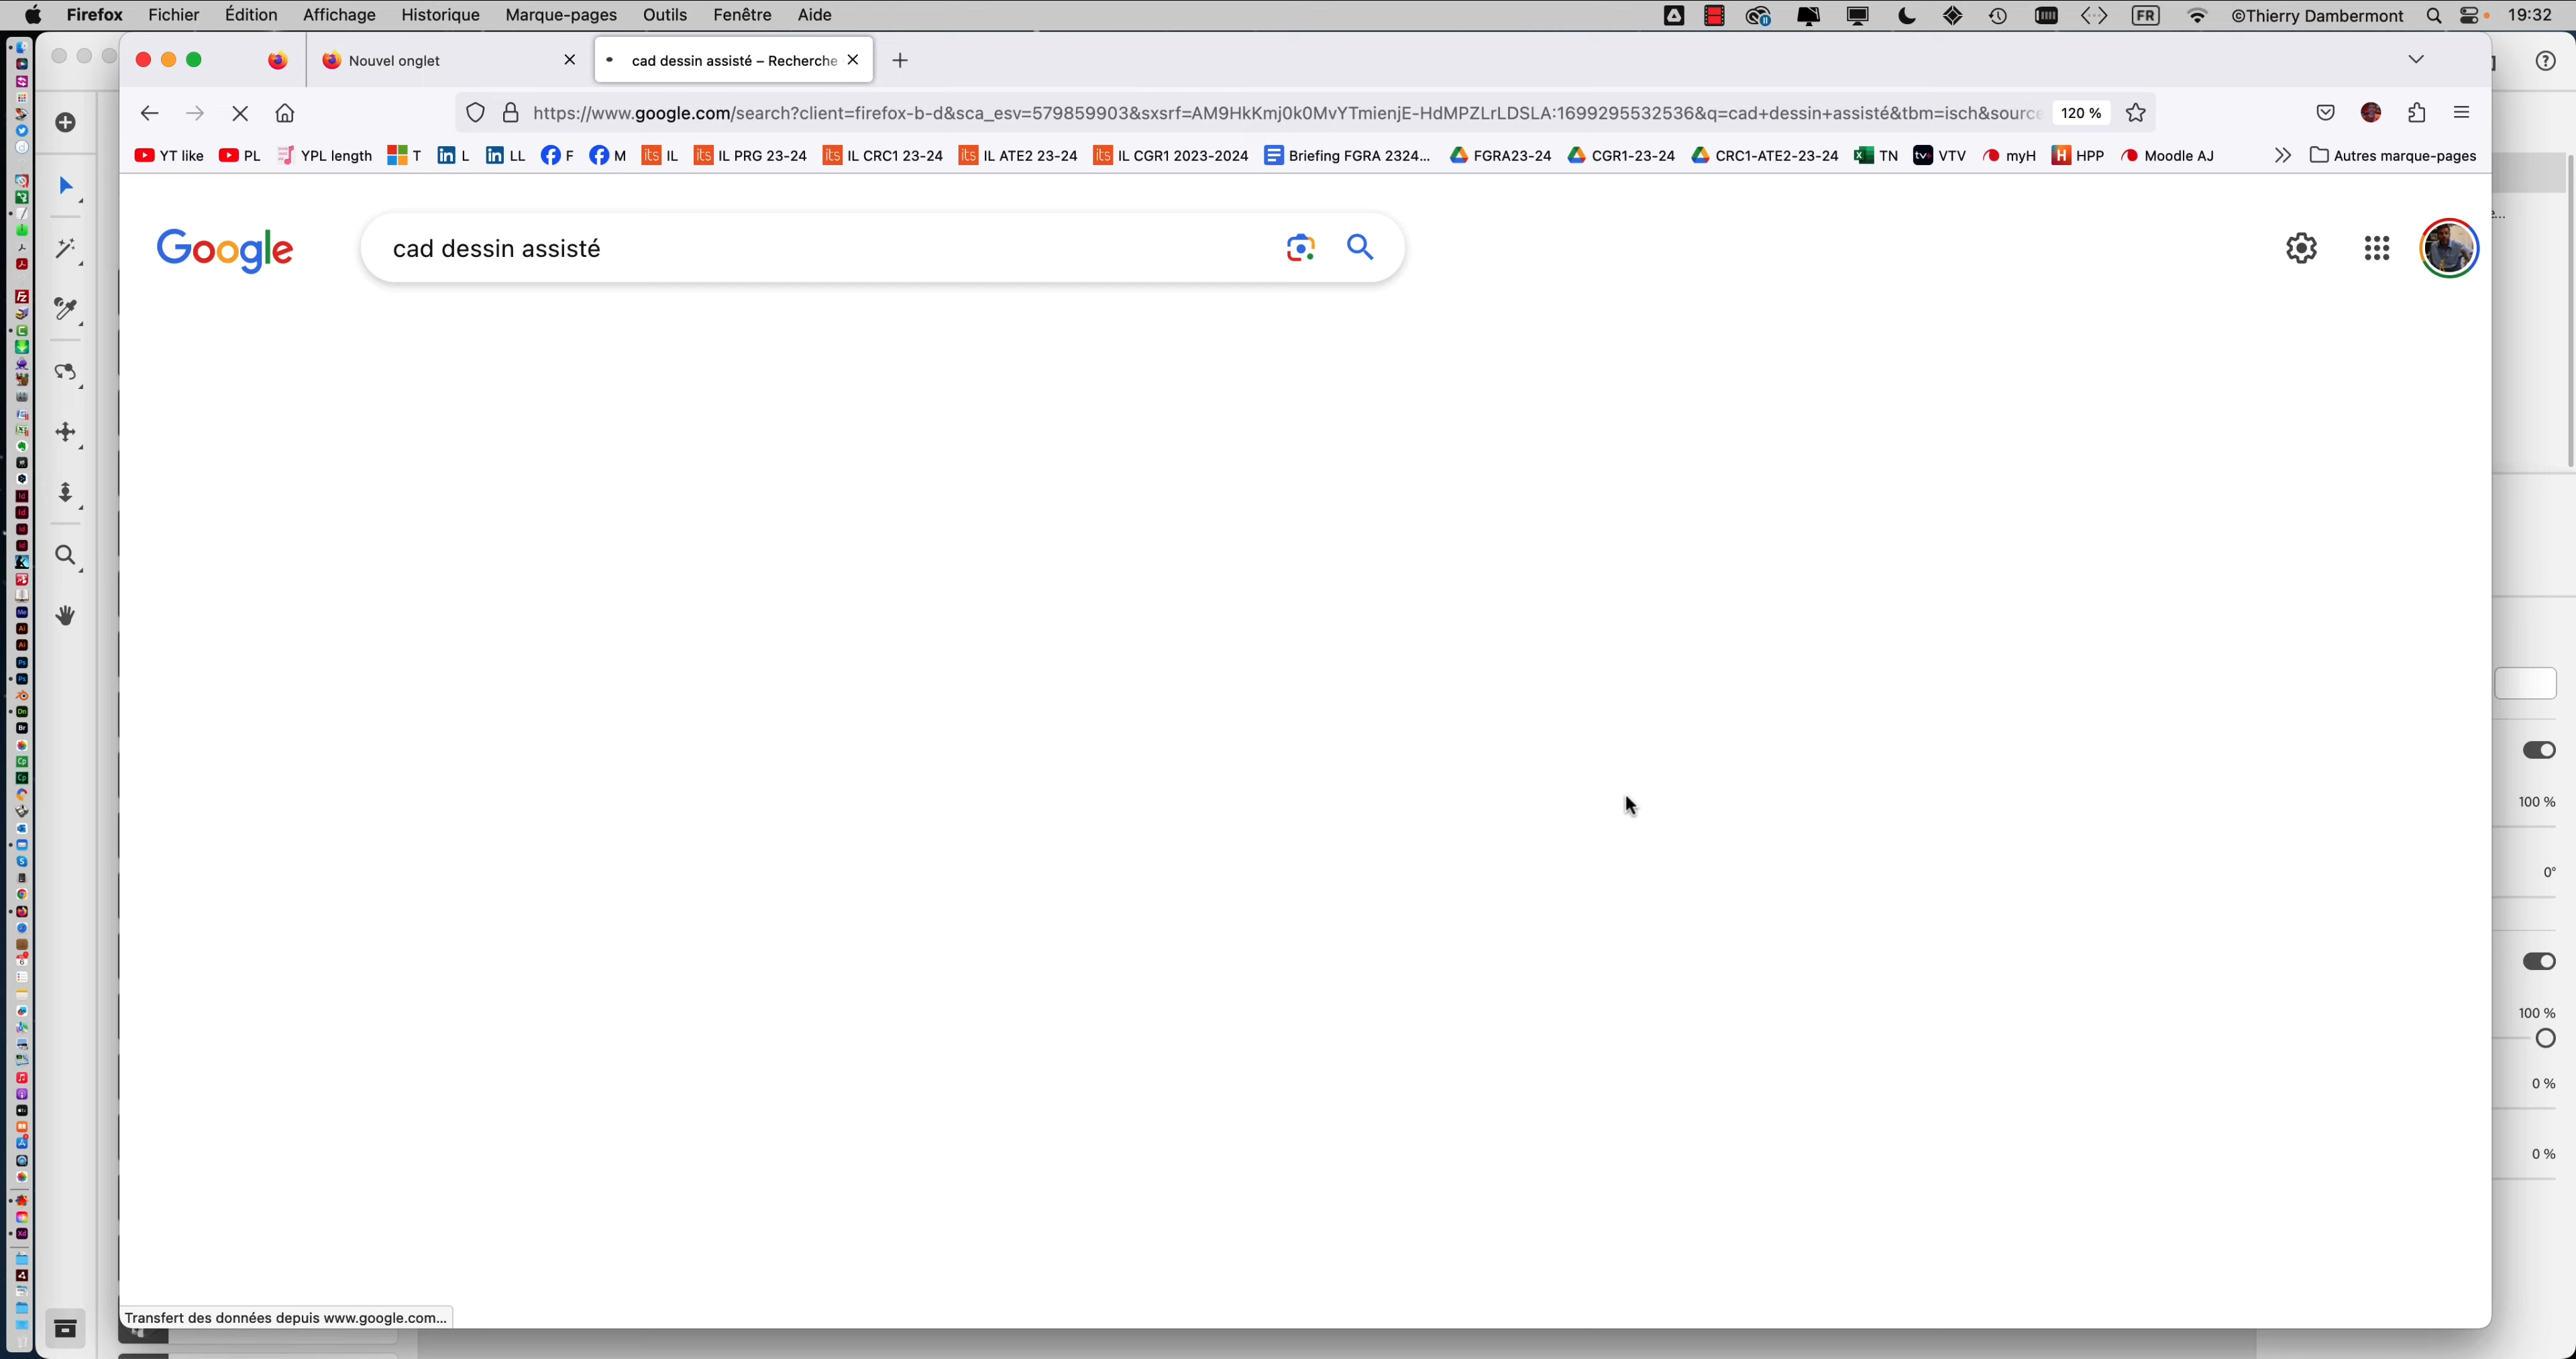 Firefox Fichier Édition Affichage Historique Marque-pages Outils Fenêtre Aide FR ©Thierry Dambermont 19:32
Nouvel onglet
cad dessin assisté – Recherche
https://www.google.com/search?client=firefox-b-d&sca_esv=579859903&sxsrf=AM9HkKmj0k0MvYTmienjE-HdMPZLrLDSLA:1699295532536&q=cad+dessin+assisté&tbm=isch&source 120 %
YT like PL YPL length T L LL F M IL IL PRG 23-24 IL CRC1 23-24 IL ATE2 23-24 IL CGR1 2023-2024 Briefing FGRA 2324... FGRA23-24 CGR1-23-24 CRC1-ATE2-23-24 TN VTV myH HPP Moodle AJ Autres marque-pages
Google
cad dessin assisté
100 %
0°
100 %
0 %
0 %
Transfert des données depuis www.google.com...